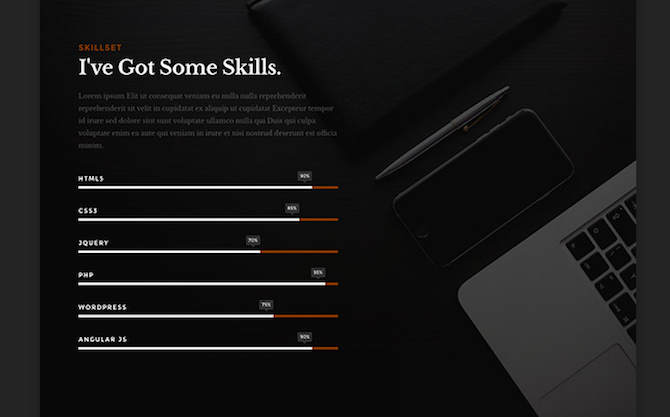 SKILLSET
I've Got Some Skills.
Lorem ipsum Elit ut consequat veniam eu nulla nulla reprehenderit
reprehenderit sit velit in cupidatat ex aliquip ut cupidatat Excepteur tempor
id irure sed dolore sint sunt voluptate ullamco nulla qui Duis qui culpa
voluptate enim ea aute qui veniam in irure et nisi nostrud deserunt est officia
minim.
HTML5 90%
CSS3 85%
JQUERY 70%
PHP 95%
WORDPRESS 75%
ANGULAR JS 90%